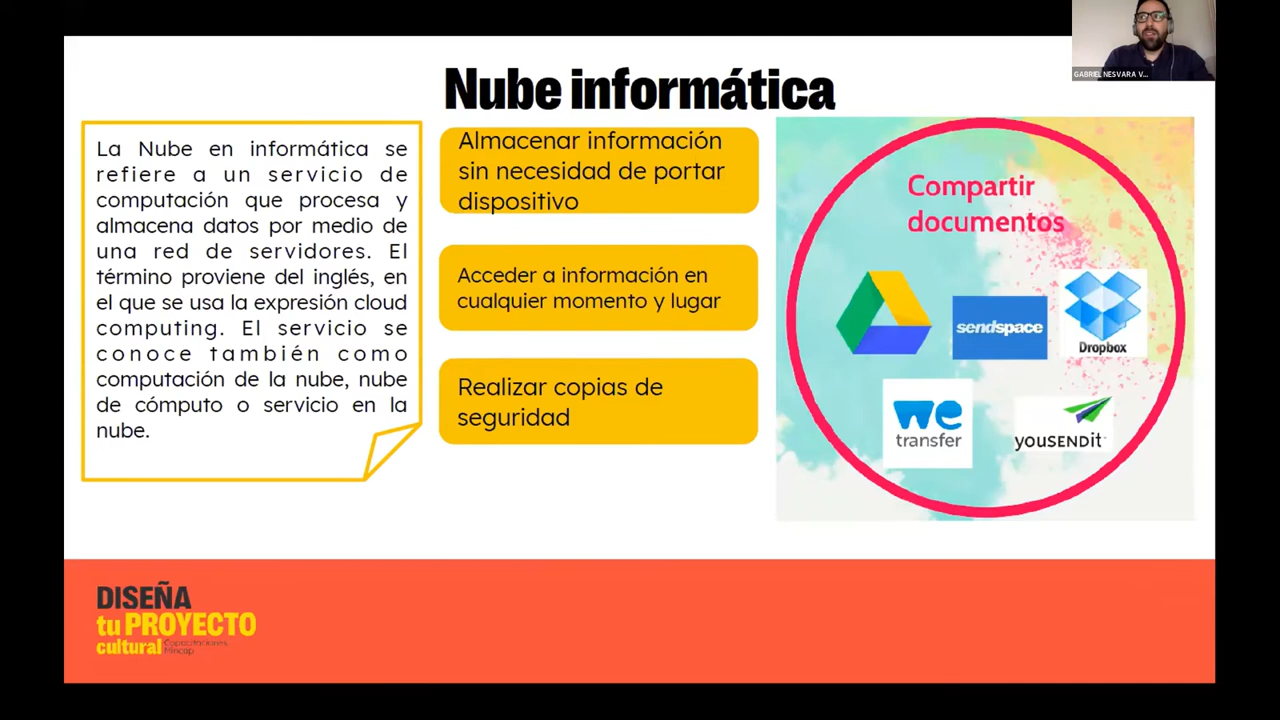 GABRIEL NESVARA V...
Nube informática
La Nube en informática se
refiere a un servicio de
computación que procesa y
almacena datos por medio de
una red de servidores. El
término proviene del inglés, en
el que se usa la expresión cloud
computing. El servicio se
conoce también como
computación de la nube, nube
de cómputo o servicio en la
nube.
Almacenar información
sin necesidad de portar
dispositivo
Acceder a información en
cualquier momento y lugar
Realizar copias de
seguridad
Compartir
documentos
sendspace
Dropbox
we
transfer
yousendit
DISEÑA
tu PROYECTO
cultural
Capacitaciones
Mincap